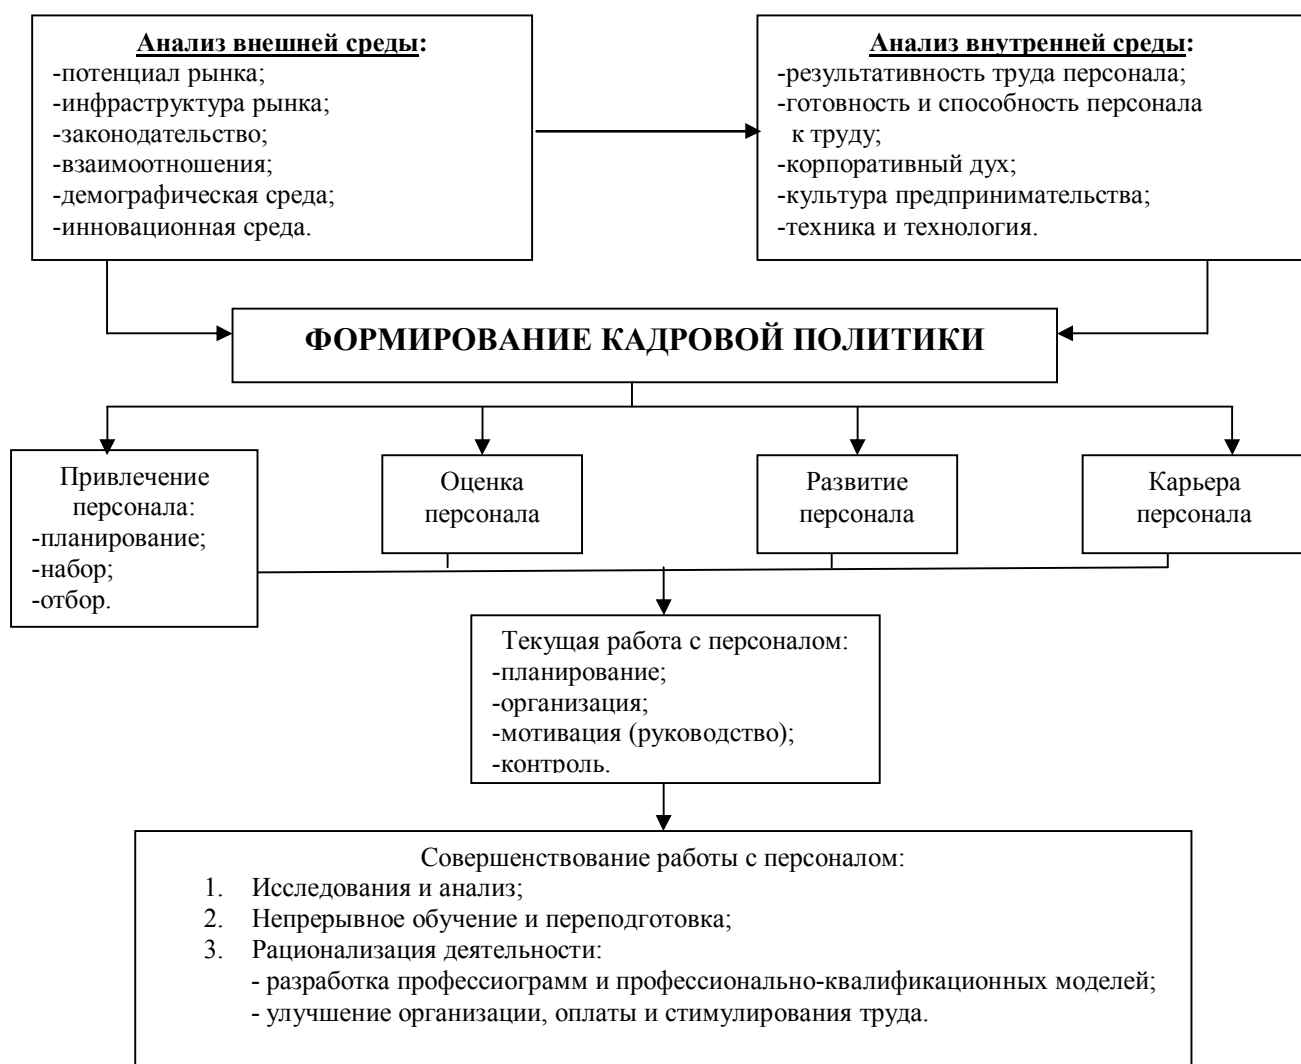 Анализ внешней среды:
-потенциал рынка;
-инфраструктура рынка;
-законодательство;
-взаимоотношения;
-демографическая среда;
-инновационная среда.
Анализ внутренней среды:
-результативность труда персонала;
-готовность и способность персонала
к труду;
-корпоративный дух;
-культура предпринимательства;
-техника и технология.
ФОРМИРОВАНИЕ КАДРОВОЙ ПОЛИТИКИ
Привлечение
персонала:
-планирование;
-набор;
-отбор.
Оценка
персонала
Развитие
персонала
Карьера
персонала
Текущая работа с персоналом:
-планирование;
-организация;
-мотивация (руководство);
-контроль.
Совершенствование работы с персоналом:
1. Исследования и анализ;
2. Непрерывное обучение и переподготовка;
3. Рационализация деятельности:
- разработка профессиограмм и профессионально-квалификационных моделей;
- улучшение организации, оплаты и стимулирования труда.